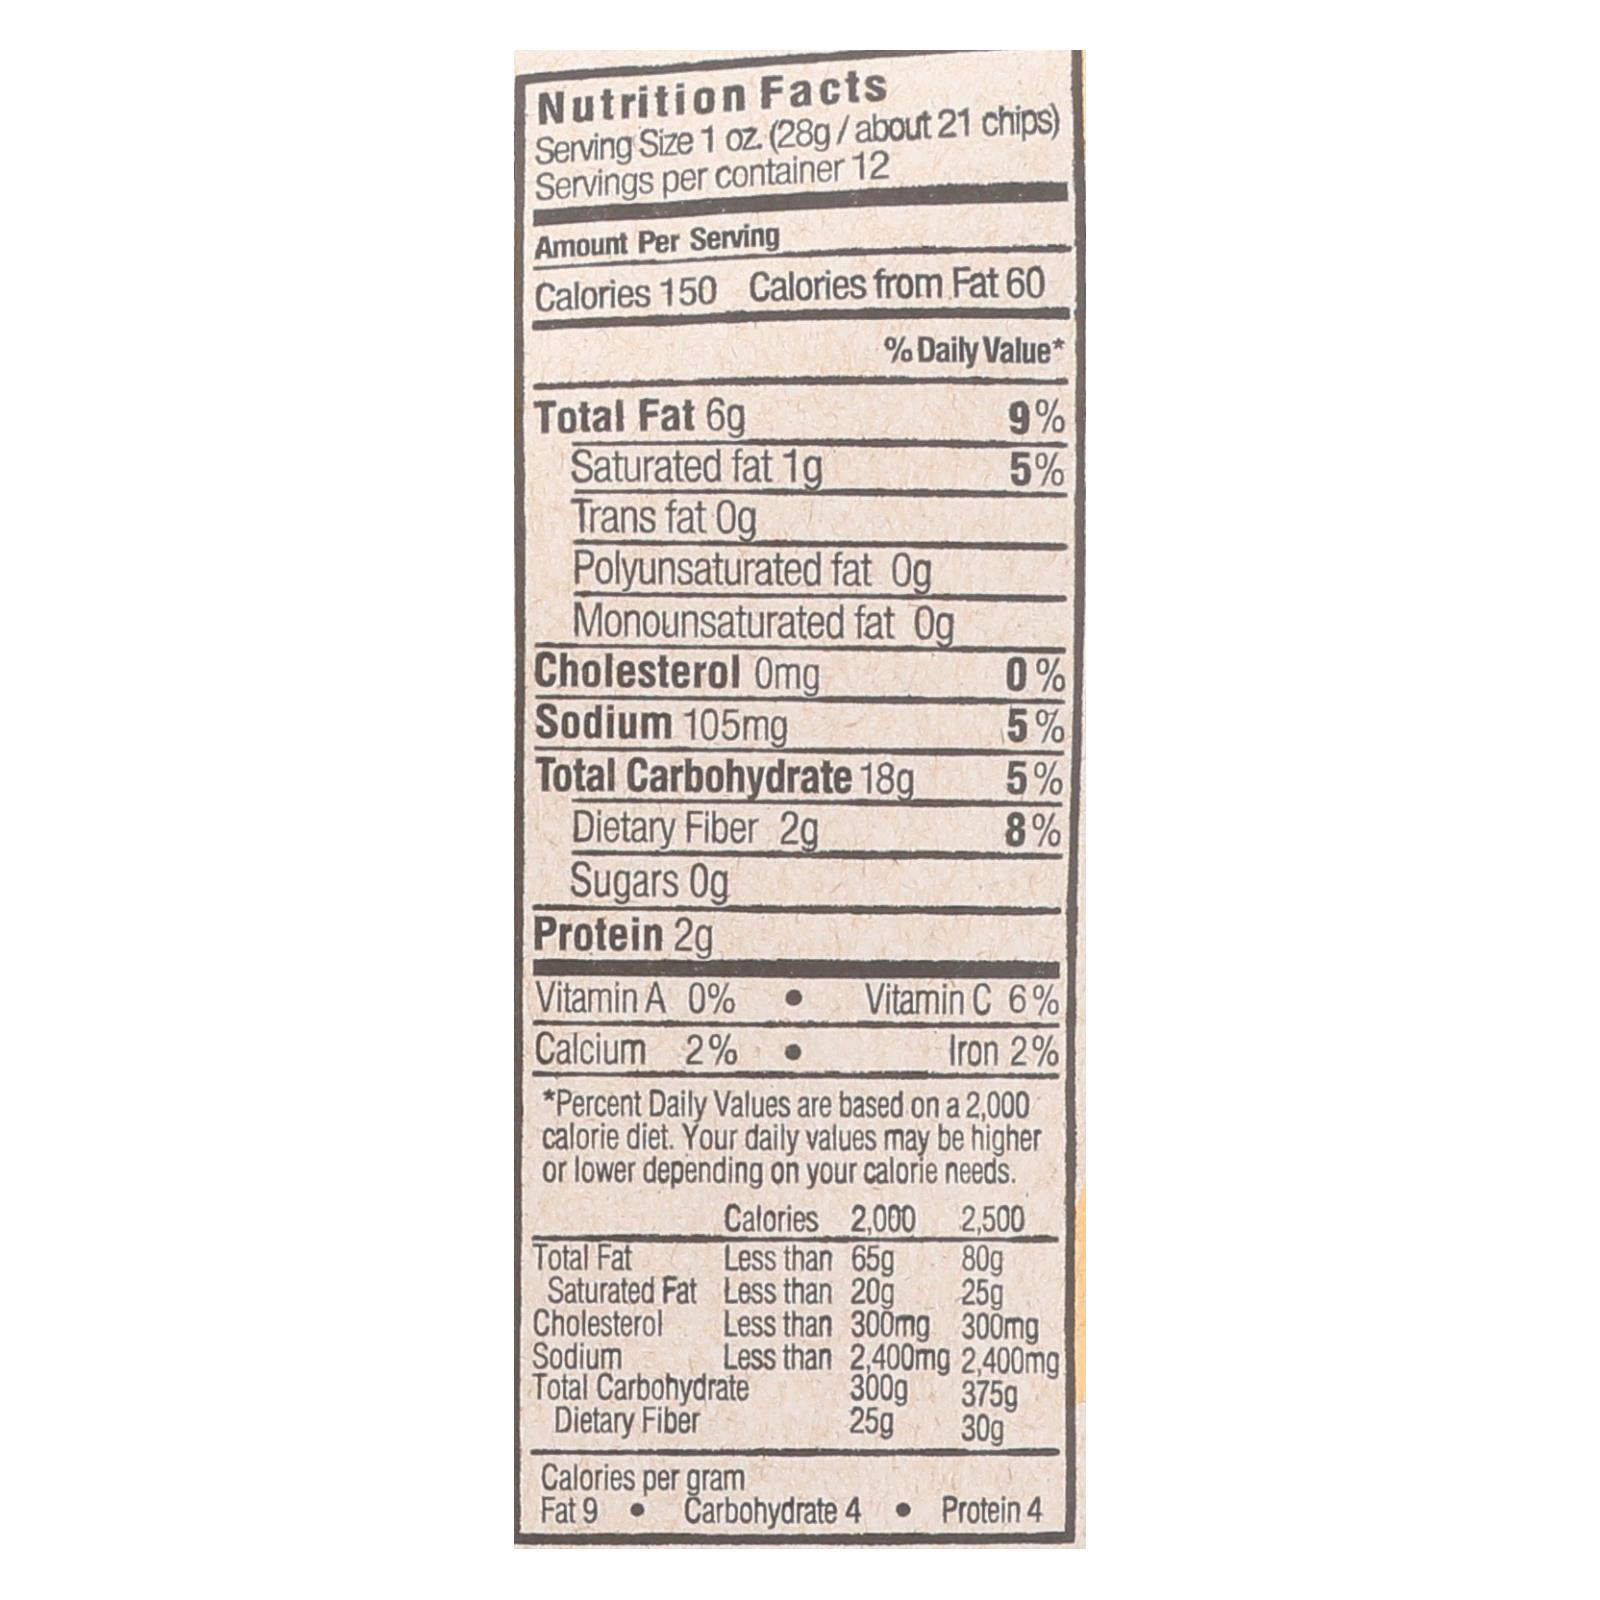 Nutrition Facts
Serving Size 1 oz. (28g / about 21 chips)
Servings per container 12
Amount Per Serving
Calories 150 Calories from Fat 60
% Daily Value*
Total Fat 6g 9%
Saturated fat 1g 5%
Trans fat 0g
Polyunsaturated fat 0g
Monounsaturated fat 0g
Cholesterol 0mg 0%
Sodium 105mg 5%
Total Carbohydrate 18g 5%
Dietary Fiber 2g 8%
Sugars 0g
Protein 2g
Vitamin A 0% • Vitamin C 6%
Calcium 2% • Iron 2%
*Percent Daily Values are based on a 2,000
calorie diet. Your daily values may be higher
or lower depending on your calorie needs.
Calories 2,000 2,500
Total Fat Less than 65g 80g
Saturated Fat Less than 20g 25g
Cholesterol Less than 300mg 300mg
Sodium Less than 2,400mg 2,400mg
Total Carbohydrate 300g 375g
Dietary Fiber 25g 30g
Calories per gram
Fat 9 • Carbohydrate 4 • Protein 4